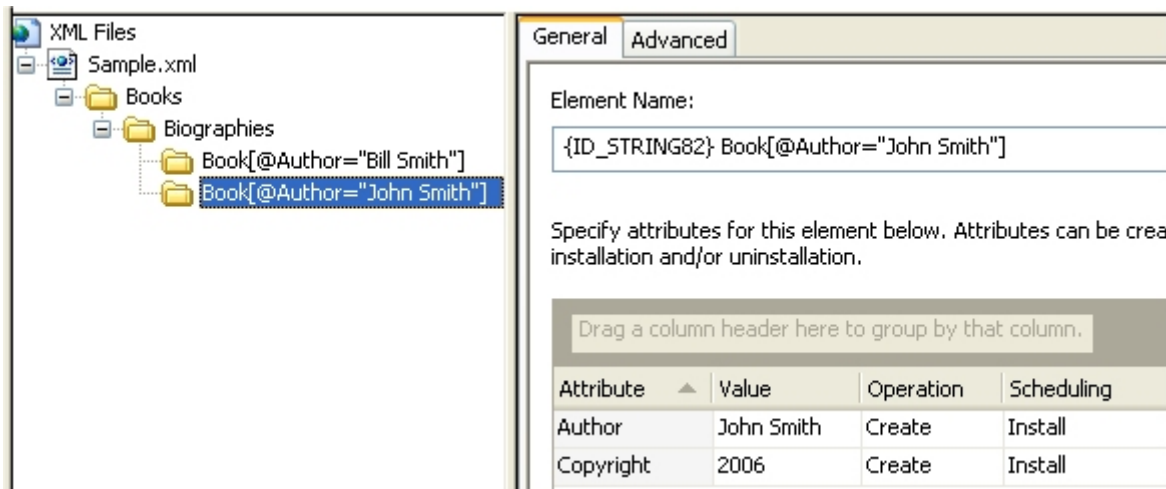 XML Files
Sample.xml
Books
Biographies
Book[@Author="Bill Smith"]
Book[@Author="John Smith"]
General Advanced
Element Name:
{ID_STRING82} Book[@Author="John Smith"]
Specify attributes for this element below. Attributes can be crea
installation and/or uninstallation.
Drag a column header here to group by that column.
Attribute Value Operation Scheduling
Author John Smith Create Install
Copyright 2006 Create Install